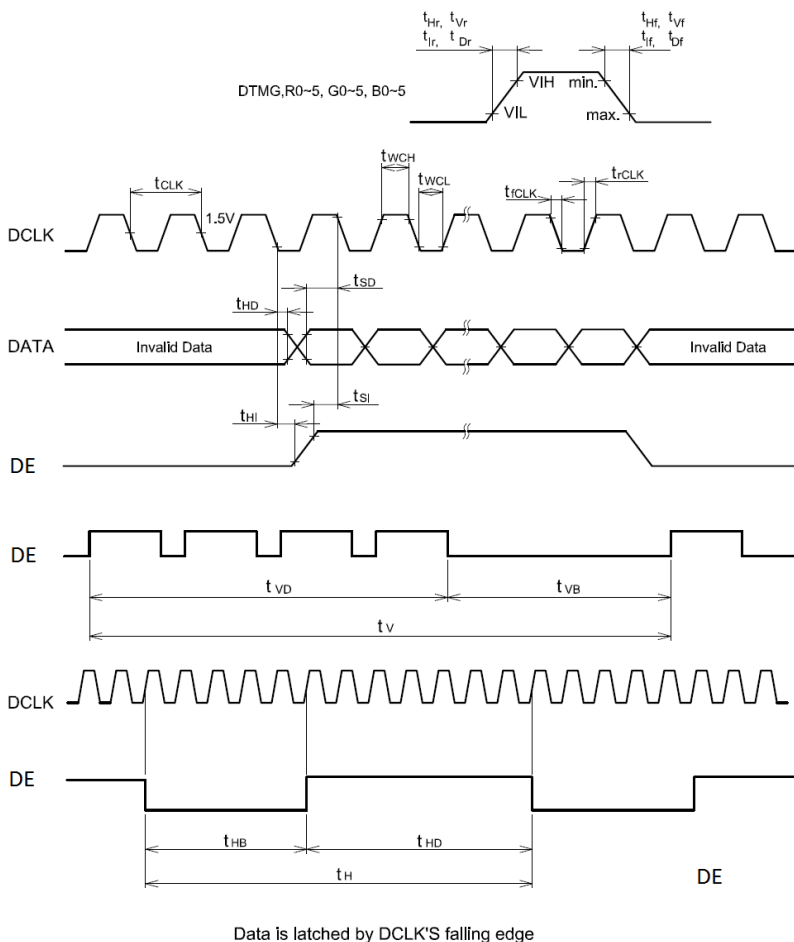 tHr, tVr
tIr, tDr
tHf, tVf
tIf, tDf
DTMG,R0~5, G0~5, B0~5
VIH
min.
VIL
max.
tCLK
tWCH
tWCL
tfCLK
trCLK
1.5V
DCLK
tSD
tHD
DATA
Invalid Data
Invalid Data
tSI
tHI
DE
DE
tVD
tVB
tV
DCLK
DE
tHB
tHD
tH
DE
Data is latched by DCLK'S falling edge